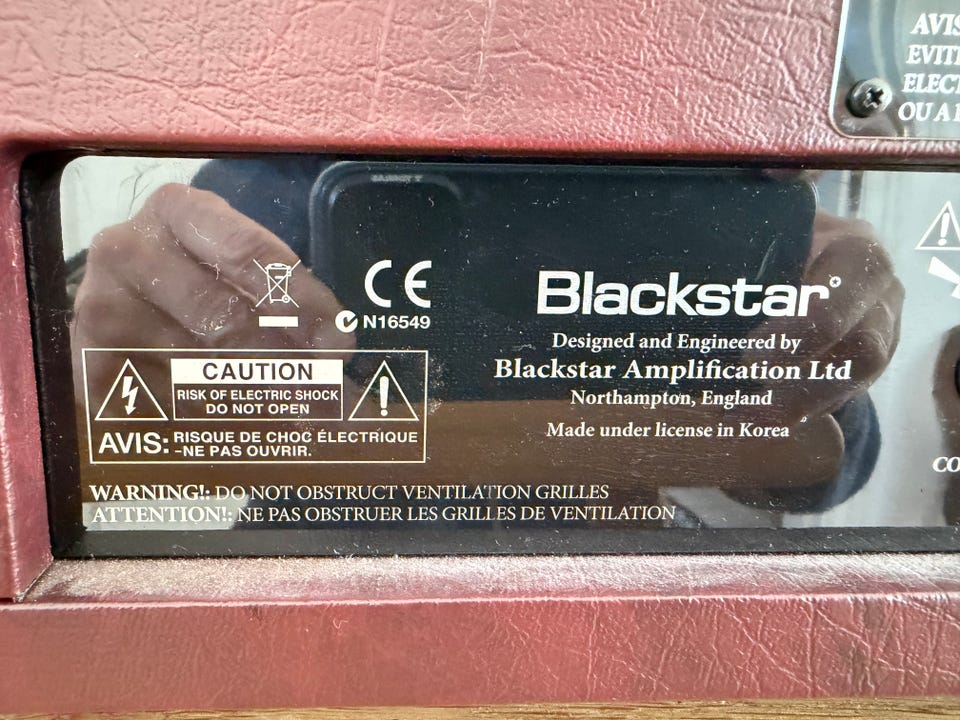 AVIS
EVIT
ELECT
OU A
CE
N16549
CAUTION
RISK OF ELECTRIC SHOCK
DO NOT OPEN
AVIS: RISQUE DE CHOC ÉLECTRIQUE
-NE PAS OUVRIR.
Blackstar
Designed and Engineered by
Blackstar Amplification Ltd
Northampton, England
Made under license in Korea
WARNING!: DO NOT OBSTRUCT VENTILATION GRILLES
ATTENTION!: NE PAS OBSTRUER LES GRILLES DE VENTILATION
CO